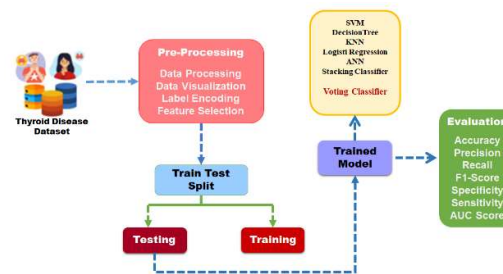 Thyroid Disease
Dataset
Pre-Processing
Data Processing
Data Visualization
Label Encoding
Feature Selection
Train Test
Split
Testing
Training
SVM
DecisionTree
KNN
Logisti Regression
ANN
Stacking Classifier
Voting Classifier
Trained
Model
Evaluation
Accuracy
Precision
Recall
F1-Score
Specificity
Sensitivity
AUC Score